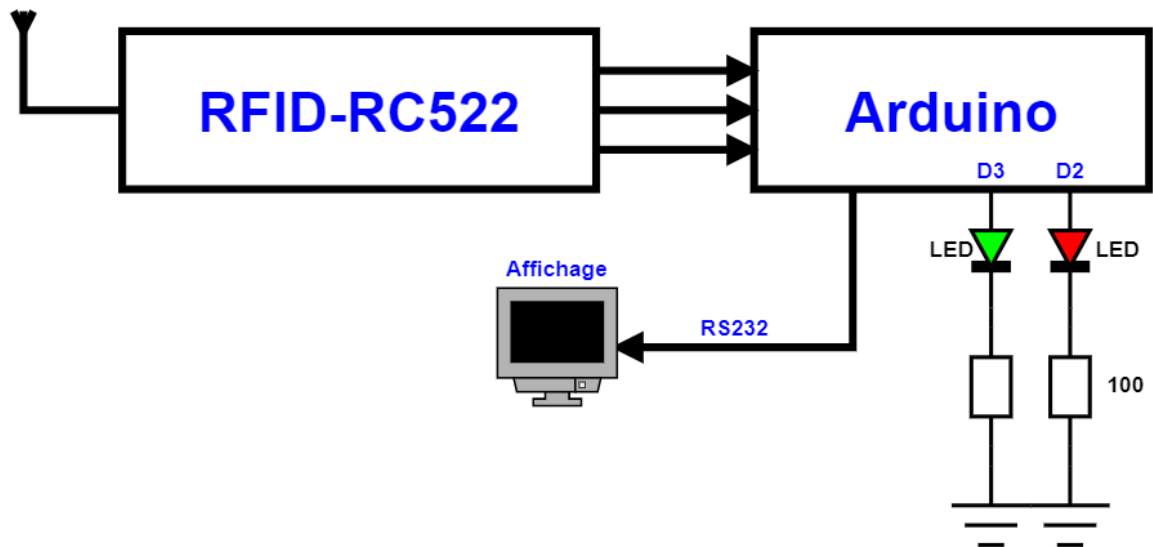 RFID-RC522
Arduino
D3 D2
LED LED
Affichage
RS232
100